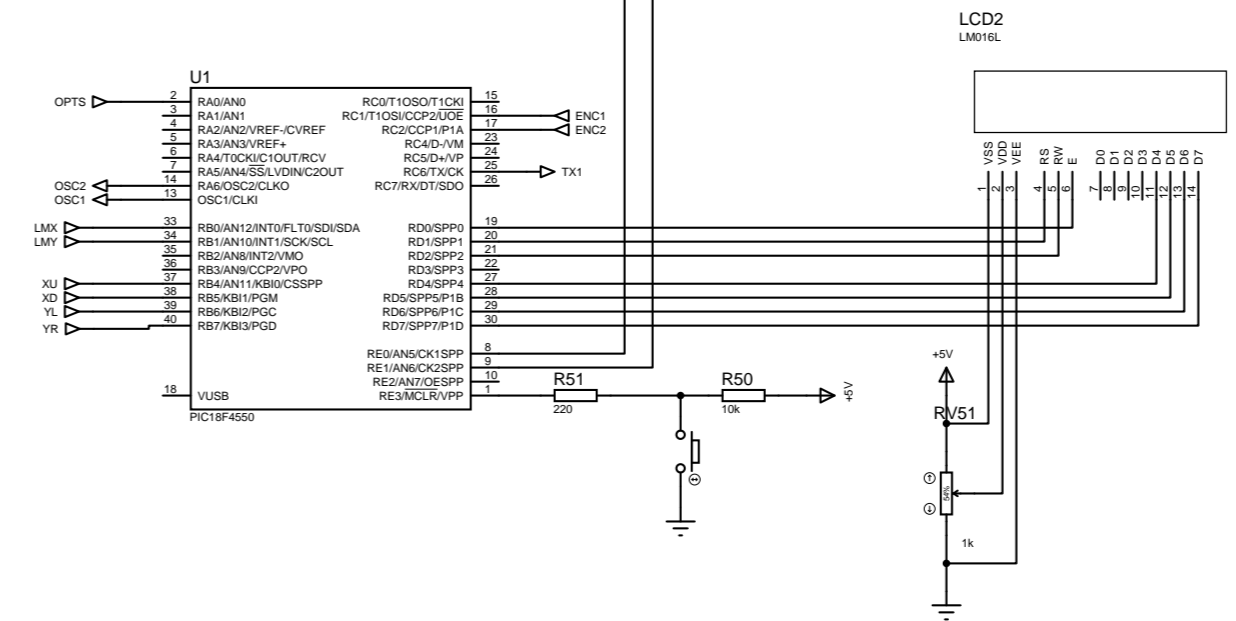 LCD2
LM016L
U1
OPTS
2
RA0/AN0
3
RA1/AN1
4
RA2/AN2/VREF-/CVREF
5
RA3/AN3/VREF+
6
RA4/T0CKI/C1OUT/RCV
7
RA5/AN4/SS/LVDIN/C2OUT
OSC2
14
RA6/OSC2/CLKO
OSC1
13
OSC1/CLKI
LMX
33
RB0/AN12/INT0/FLT0/SDI/SDA
LMY
34
RB1/AN10/INT1/SCK/SCL
35
RB2/AN8/INT2/VMO
36
RB3/AN9/CCP2/VPO
XU
37
RB4/AN11/KBI0/CSSPP
XD
38
RB5/KBI1/PGM
YL
39
RB6/KBI2/PGC
YR
40
RB7/KBI3/PGD
18
VUSB
RC0/T1OSO/T1CKI
15
RC1/T1OSI/CCP2/UOE
16
ENC1
RC2/CCP1/P1A
17
ENC2
RC4/D-/VM
23
RC5/D+/VP
24
RC6/TX/CK
25
TX1
RC7/RX/DT/SDO
26
RD0/SPP0
19
RD1/SPP1
20
RD2/SPP2
21
RD3/SPP3
22
RD4/SPP4
27
RD5/SPP5/P1B
28
RD6/SPP6/P1C
29
RD7/SPP7/P1D
30
RE0/AN5/CK1SPP
8
RE1/AN6/CK2SPP
9
RE2/AN7/OESPP
10
RE3/MCLR/VPP
1
PIC18F4550
R51
220
R50
10k
+5V
VSS
1
VDD
2
VEE
3
RS
4
RW
5
E
6
D0
7
D1
8
D2
9
D3
10
D4
11
D5
12
D6
13
D7
14
+5V
RV51
54%
1k